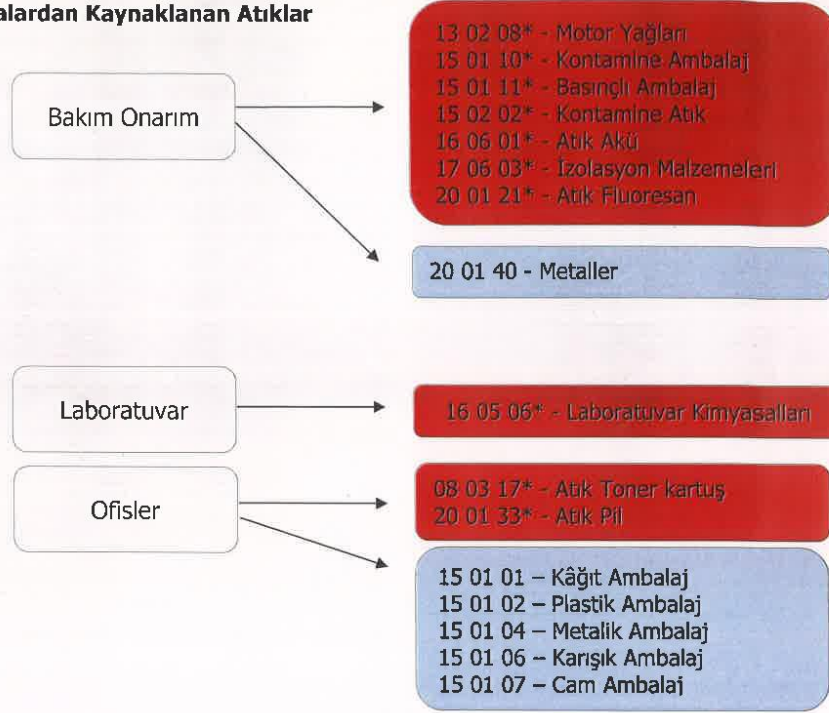 Kaynaklanan Atıklar
Bakım Onarım
13 02 08* - Motor Yağları
15 01 10* - Kontamine Ambalaj
15 01 11* - Basınçlı Ambalaj
15 02 02* - Kontamine Atık
16 06 01* - Atık Akü
17 06 03* - İzolasyon Malzemeleri
20 01 21* - Atık Fluoresan
20 01 40 - Metaller
Laboratuvar
16 05 06* - Laboratuvar Kimyasalları
Ofisler
08 03 17* - Atık Toner kartuş
20 01 33* - Atık Pil
15 01 01 – Kâğıt Ambalaj
15 01 02 – Plastik Ambalaj
15 01 04 – Metalik Ambalaj
15 01 06 – Karışık Ambalaj
15 01 07 – Cam Ambalaj